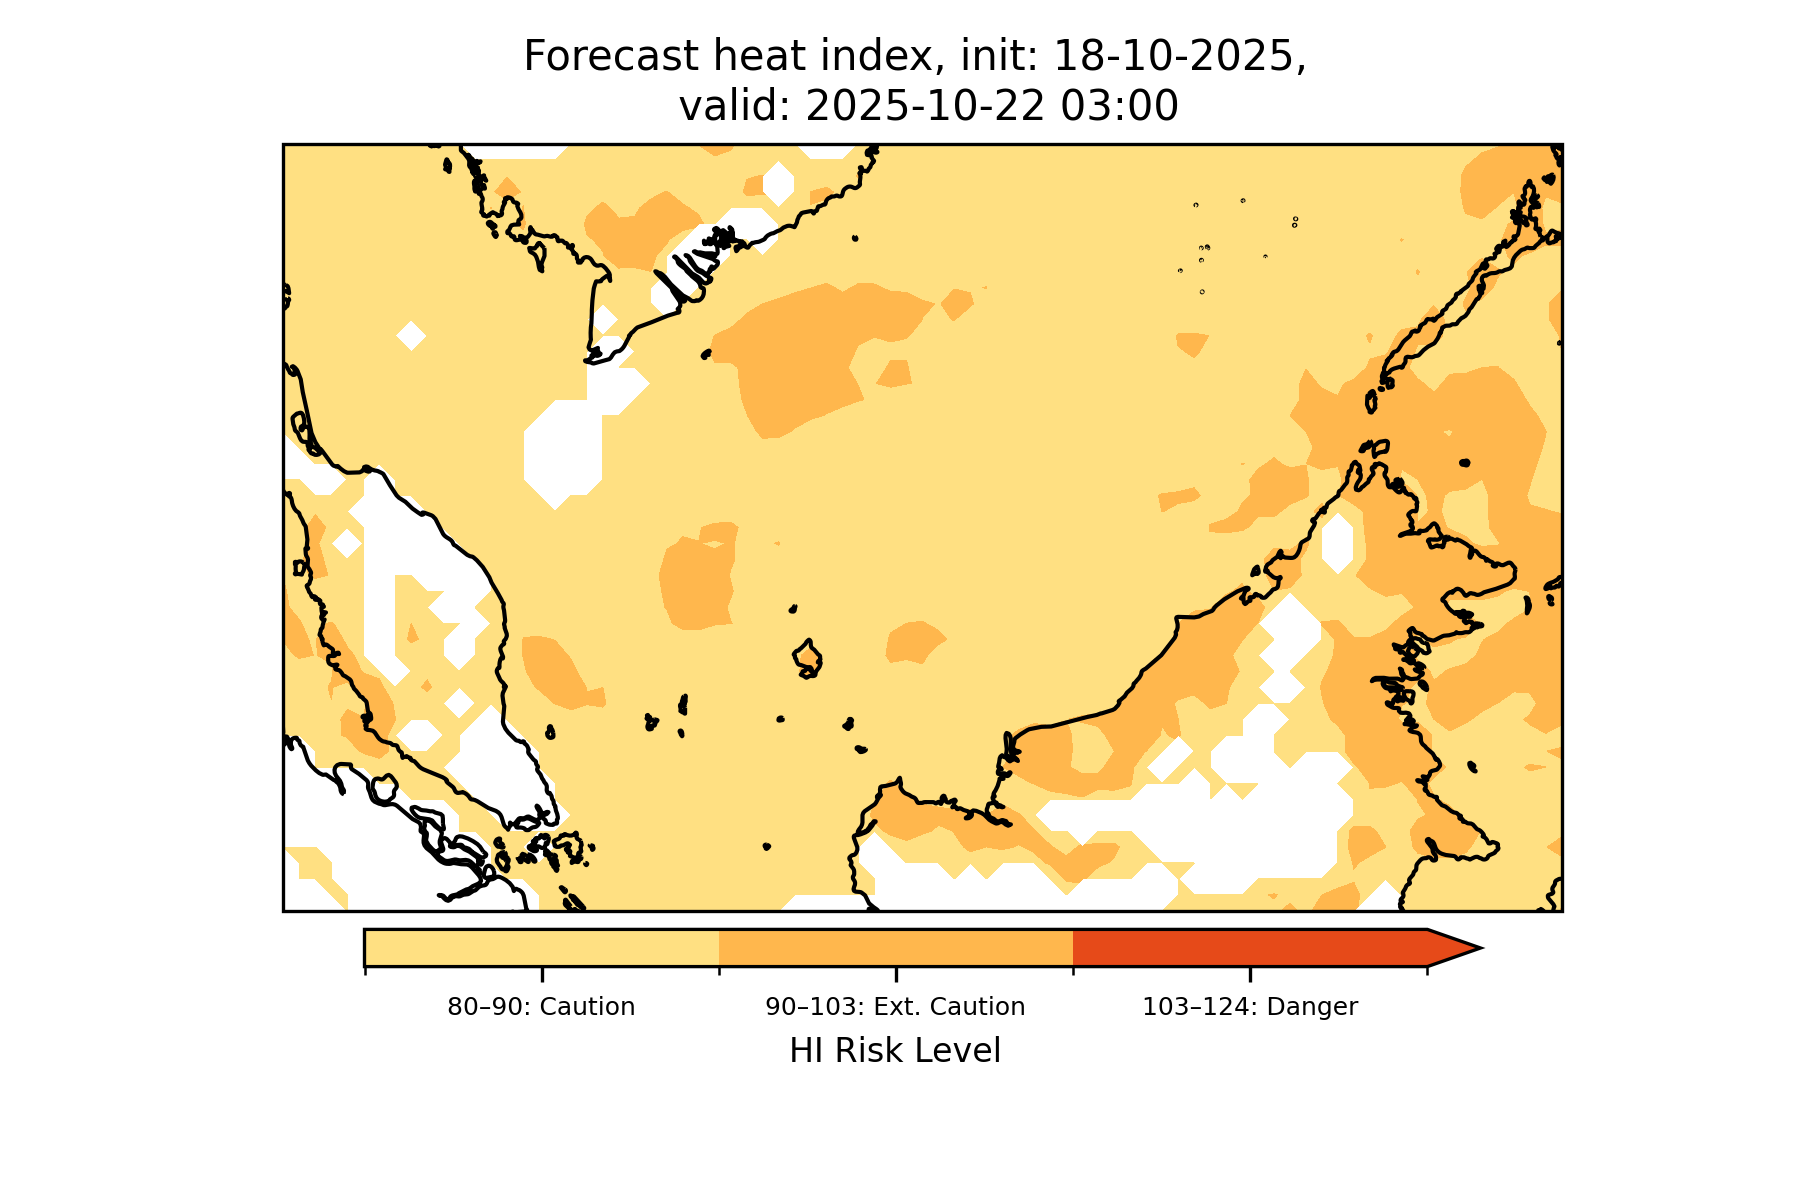 Forecast heat index, init: 18-10-2025,
valid: 2025-10-22 03:00
80–90: Caution
90–103: Ext. Caution
103–124: Danger
HI Risk Level